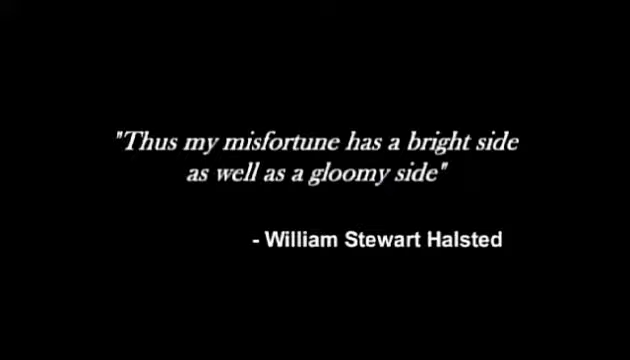 "Thus my misfortune has a bright side
as well as a gloomy side"
- William Stewart Halsted